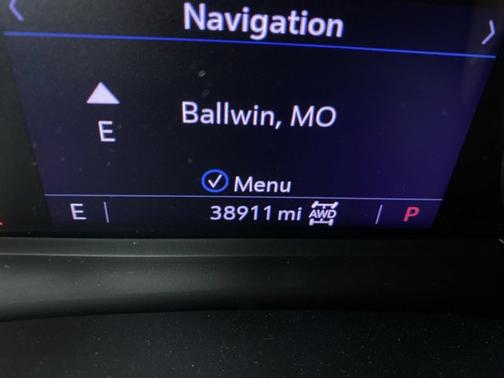 Navigation
Ballwin, MO
E
Menu
E 38911 mi AWD P